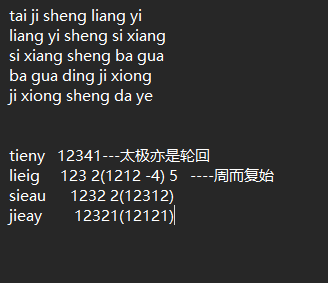 tai ji sheng liang yi
liang yi sheng si xiang
si xiang sheng ba gua
ba gua ding ji xiong
ji xiong sheng da ye
tieny 12341---太极亦是轮回
lieig 123 2(1212 -4) 5 ----周而复始
sieau 1232 2(12312)
jieay 12321(12121)